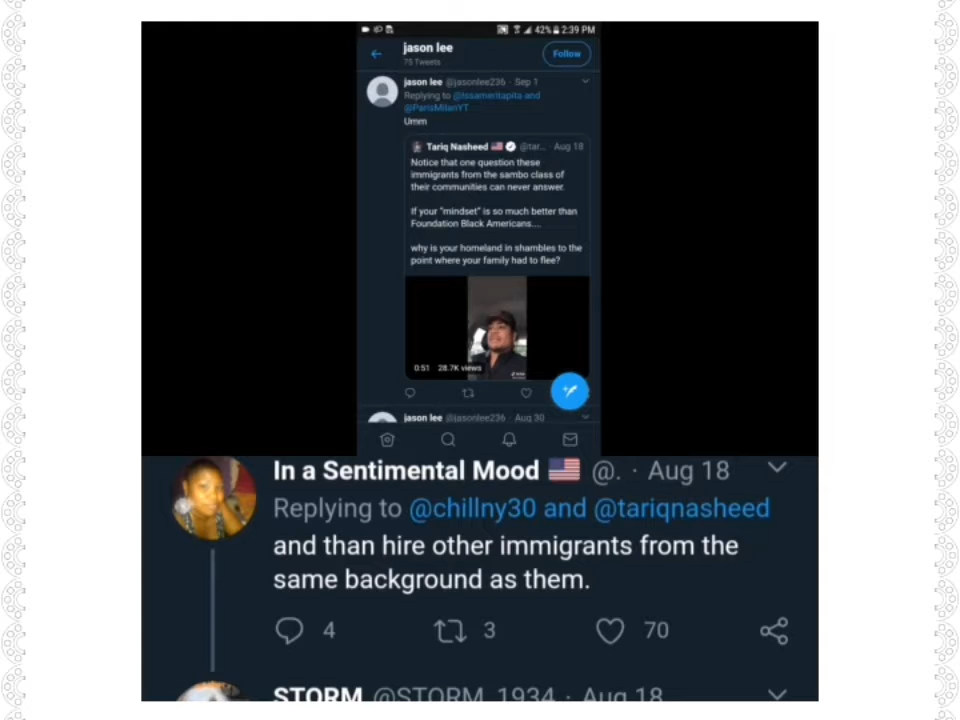 42% 2:39 PM
jason lee
75 Tweets
Follow
jason lee @jasonlee236 · Sep 1
Replying to @tssameritapita and
@ParisMilanYT
Umm
Tariq Nasheed @tar... · Aug 18
Notice that one question these
immigrants from the sambo class of
their communities can never answer.
If your "mindset" is so much better than
Foundation Black Americans....
why is your homeland in shambles to the
point where your family had to flee?
0:51 28.7K views
jason lee @jasonlee236 · Aug 30
In a Sentimental Mood @. · Aug 18
Replying to @chillny30 and @tariqnasheed
and than hire other immigrants from the
same background as them.
4 3 70
STORM @STORM_1934 · Aug 18